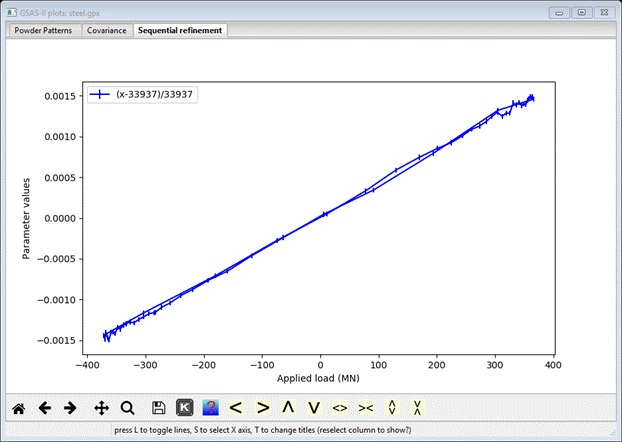 GSAS-II plots: steel.gpx
Powder Patterns Covariance Sequential refinement
(x-33937)/33937
0.0015
0.0010
0.0005
0.0000
−0.0005
−0.0010
−0.0015
Parameter values
−400 −300 −200 −100 0 100 200 300 400
Applied load (MN)
K ?
press L to toggle lines, S to select X axis, T to change titles (reselect column to show?)